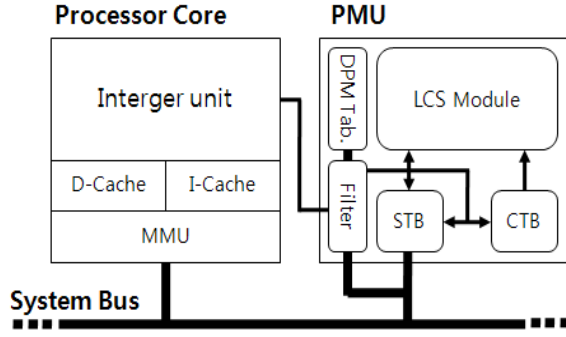 Processor Core
PMU
Interger unit
DPM Tab.
LCS Module
D-Cache
I-Cache
Filter
MMU
STB
CTB
System Bus